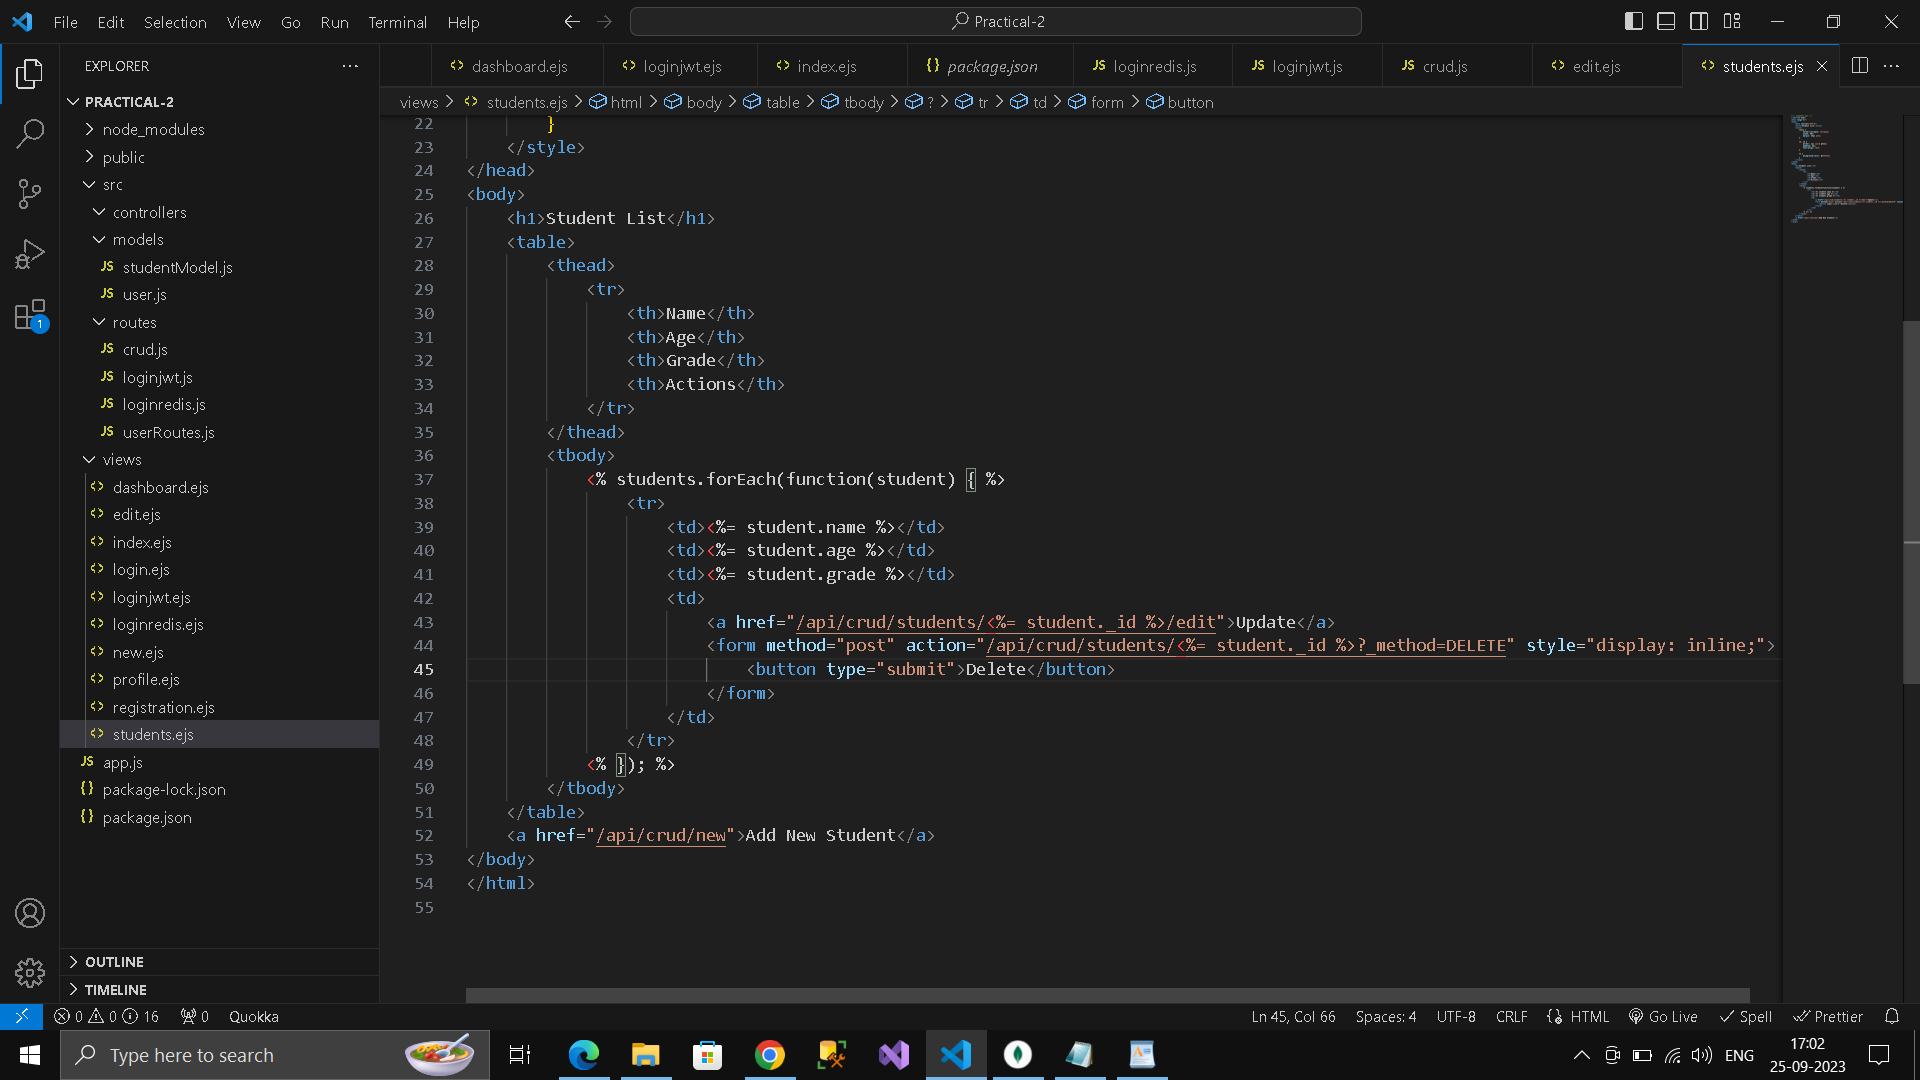 File Edit Selection View Go Run Terminal Help
Practical-2
EXPLORER
dashboard.ejs loginjwt.ejs index.ejs package.json loginredis.js loginjwt.js crud.js edit.ejs students.ejs
views > students.ejs > html > body > table > tbody > ? > tr > td > form > button
PRACTICAL-2
node_modules
public
src
controllers
models
JS studentModel.js
JS user.js
routes
JS crud.js
JS loginjwt.js
JS loginredis.js
JS userRoutes.js
views
dashboard.ejs
edit.ejs
index.ejs
login.ejs
loginjwt.ejs
loginredis.ejs
new.ejs
profile.ejs
registration.ejs
students.ejs
JS app.js
{} package-lock.json
{} package.json
OUTLINE
TIMELINE
22 }
23 </style>
24 </head>
25 <body>
26 <h1>Student List</h1>
27 <table>
28 <thead>
29 <tr>
30 <th>Name</th>
31 <th>Age</th>
32 <th>Grade</th>
33 <th>Actions</th>
34 </tr>
35 </thead>
36 <tbody>
37 <% students.forEach(function(student) { %>
38 <tr>
39 <td><%= student.name %></td>
40 <td><%= student.age %></td>
41 <td><%= student.grade %></td>
42 <td>
43 <a href="/api/crud/students/<%= student._id %>/edit">Update</a>
44 <form method="post" action="/api/crud/students/<%= student._id %>?_method=DELETE" style="display: inline;">
45 <button type="submit">Delete</button>
46 </form>
47 </td>
48 </tr>
49 <% }); %>
50 </tbody>
51 </table>
52 <a href="/api/crud/new">Add New Student</a>
53 </body>
54 </html>
55
0 0 16 0 Quokka
Ln 45, Col 66 Spaces: 4 UTF-8 CRLF HTML Go Live Spell Prettier
Type here to search
ENG
17:02
25-09-2023
1